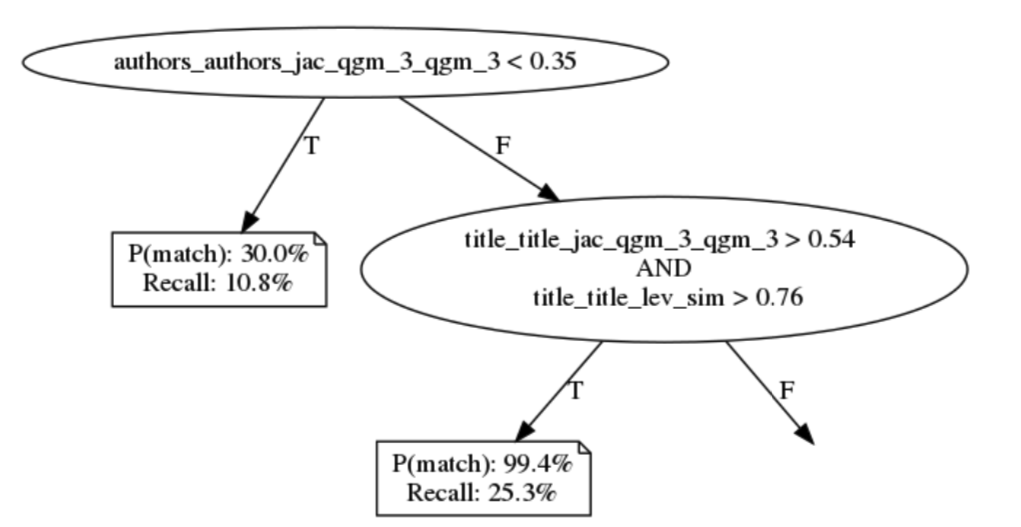 authors_authors_jac_qgm_3_qgm_3 < 0.35
T
F
P(match): 30.0%
Recall: 10.8%
title_title_jac_qgm_3_qgm_3 > 0.54
AND
title_title_lev_sim > 0.76
T
F
P(match): 99.4%
Recall: 25.3%